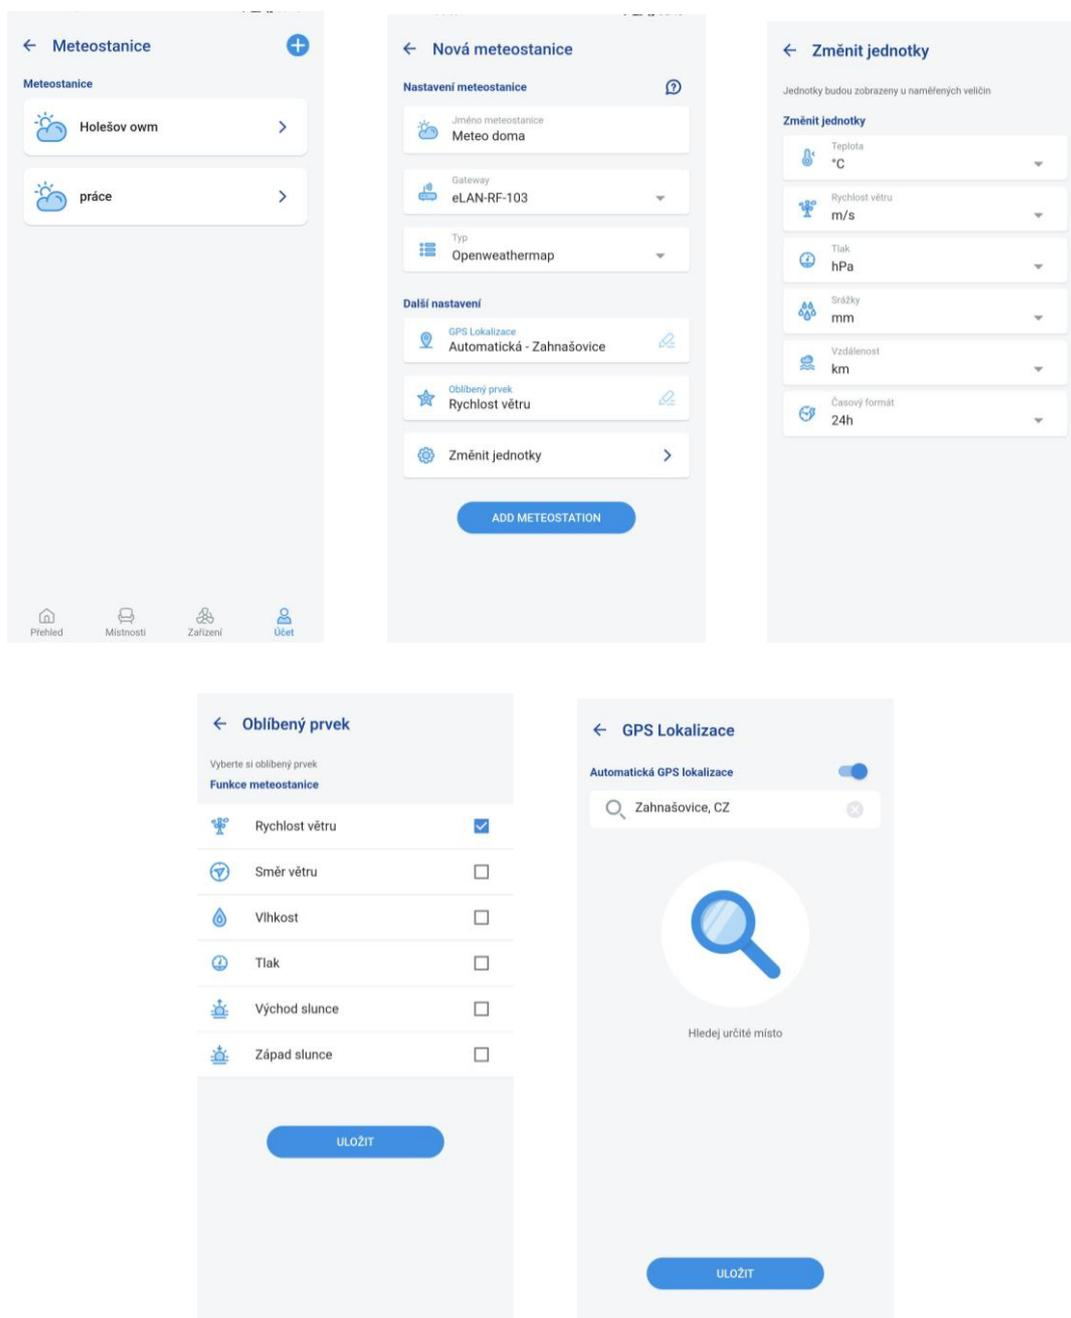 Meteostanice
Meteostanice
Holešov owm
práce
Přehled
Místnosti
Zařízení
Účet
Nová meteostanice
Nastavení meteostanice
Jméno meteostanice
Meteo doma
Gateway
eLAN-RF-103
Typ
Openweathermap
Další nastavení
GPS Lokalizace
Automatická - Zahnašovice
Oblíbený prvek
Rychlost větru
Změnit jednotky
ADD METEOSTATION
Změnit jednotky
Jednotky budou zobrazeny u naměřených veličin
Změnit jednotky
Teplota
°C
Rychlost větru
m/s
Tlak
hPa
Srážky
mm
Vzdálenost
km
Časový formát
24h
Oblíbený prvek
Vyberte si oblíbený prvek
Funkce meteostanice
Rychlost větru
Směr větru
Vlhkost
Tlak
Východ slunce
Západ slunce
ULOŽIT
GPS Lokalizace
Automatická GPS lokalizace
Zahnašovice, CZ
Hledej určité místo
ULOŽIT